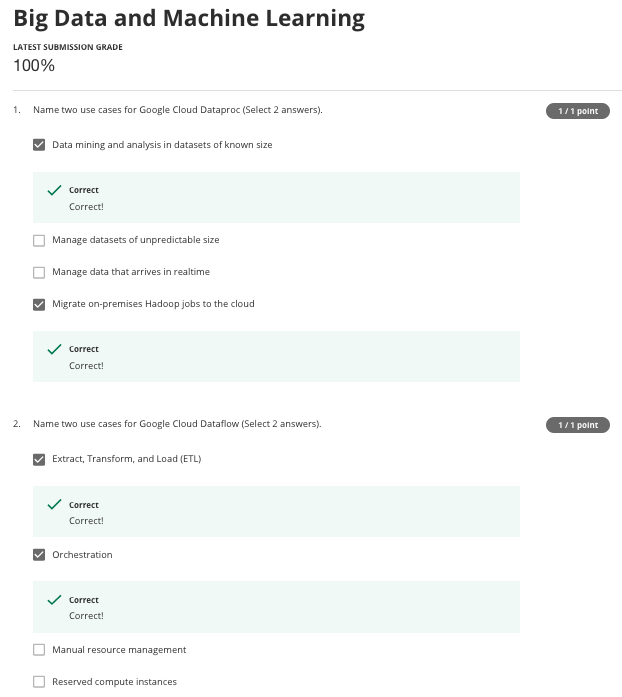 Big Data and Machine Learning
LATEST SUBMISSION GRADE
100%
1. Name two use cases for Google Cloud Dataproc (Select 2 answers). 1 / 1 point
Data mining and analysis in datasets of known size
Correct
Correct!
Manage datasets of unpredictable size
Manage data that arrives in realtime
Migrate on-premises Hadoop jobs to the cloud
Correct
Correct!
2. Name two use cases for Google Cloud Dataflow (Select 2 answers). 1 / 1 point
Extract, Transform, and Load (ETL)
Correct
Correct!
Orchestration
Correct
Correct!
Manual resource management
Reserved compute instances